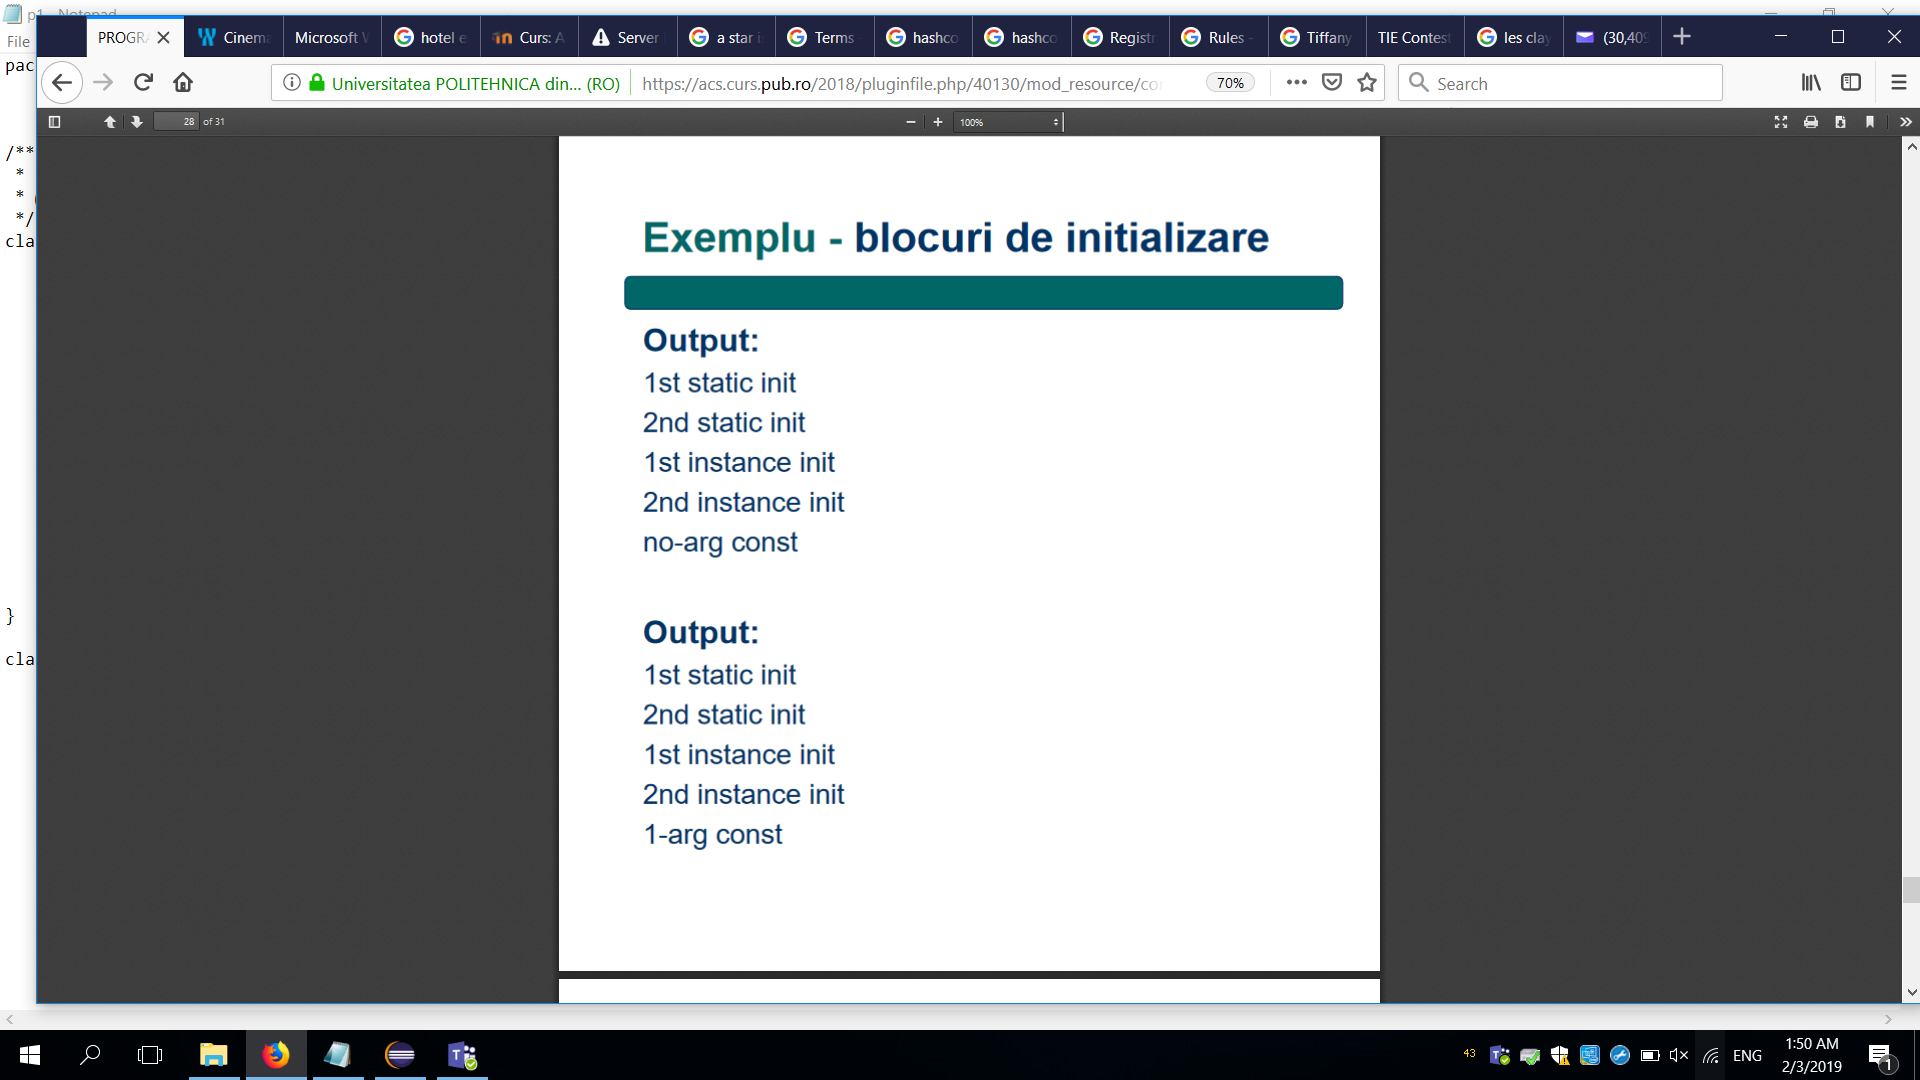 p1 - Notepad
PROGRA
Cinema
Microsoft W
hotel e
Curs: A
Server
a star i
Terms
hashco
hashco
Registr
Rules -
Tiffany
TIE Contest
les clay
(30,409
File
pac
Universitatea POLITEHNICA din... (RO)
https://acs.curs.pub.ro/2018/pluginfile.php/40130/mod_resource/co
70%
Search
28 of 31
100%
/**
*
*
*/
cla
}
cla
Exemplu - blocuri de initializare
Output:
1st static init
2nd static init
1st instance init
2nd instance init
no-arg const
Output:
1st static init
2nd static init
1st instance init
2nd instance init
1-arg const
43
ENG
1:50 AM
2/3/2019
1